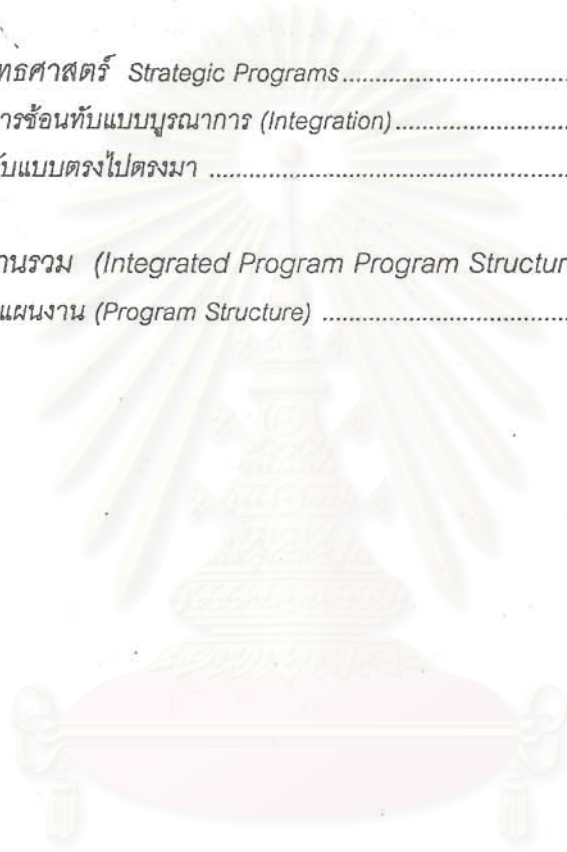 ทธศาสตร์ Strategic Programs..............................
ารซ้อนทับแบบบูรณาการ (Integration)........................
ับแบบตรงไปตรงมา ................................................
านรวม (Integrated Program Program Structur
แผนงาน (Program Structure) ..................................